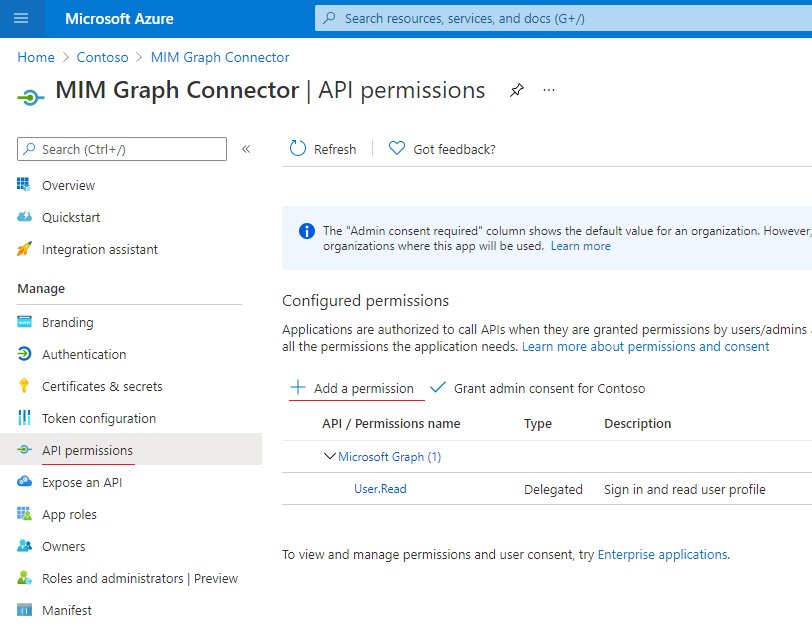 Microsoft Azure
Search resources, services, and docs (G+/)
Home > Contoso > MIM Graph Connector
MIM Graph Connector | API permissions
Search (Ctrl+/)
«
Refresh
Got feedback?
Overview
Quickstart
Integration assistant
Manage
Branding
Authentication
Certificates & secrets
Token configuration
API permissions
Expose an API
App roles
Owners
Roles and administrators | Preview
Manifest
The "Admin consent required" column shows the default value for an organization. However,
organizations where this app will be used. Learn more
Configured permissions
Applications are authorized to call APIs when they are granted permissions by users/admins
all the permissions the application needs. Learn more about permissions and consent
Add a permission
Grant admin consent for Contoso
API / Permissions name Type Description
Microsoft Graph (1)
User.Read Delegated Sign in and read user profile
To view and manage permissions and user consent, try Enterprise applications.